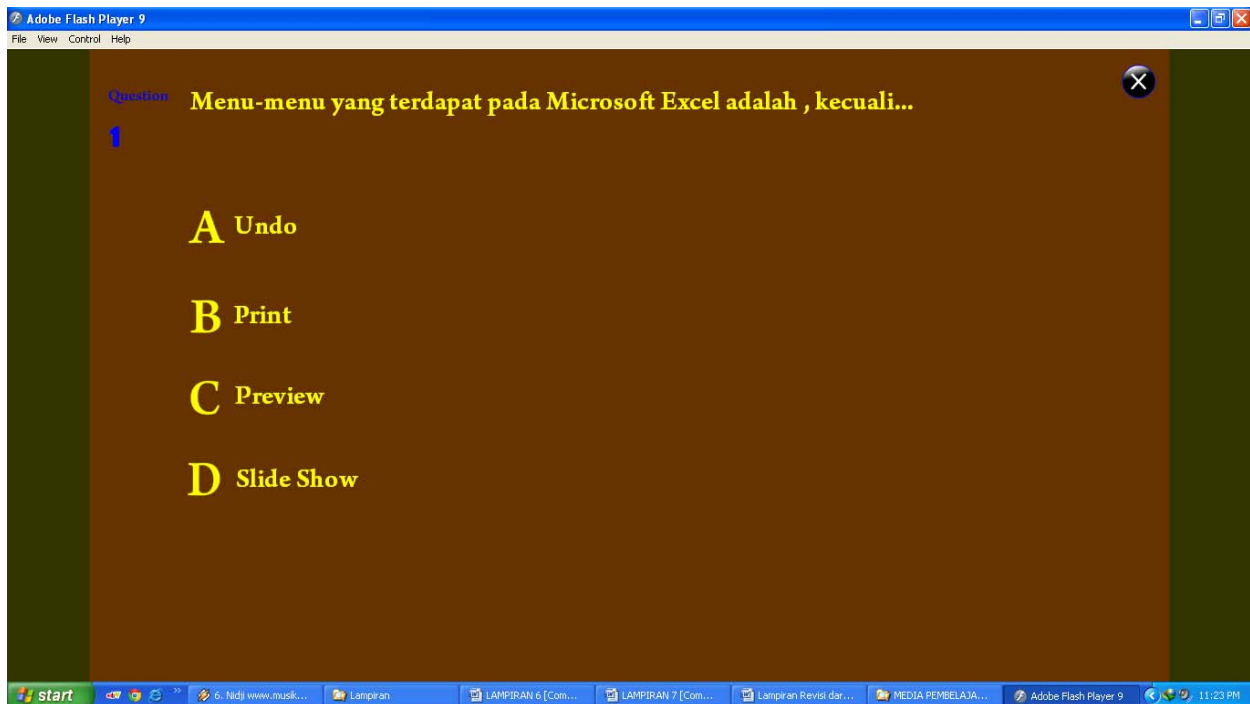 Adobe Flash Player 9
File View Control Help
Question
1
Menu-menu yang terdapat pada Microsoft Excel adalah , kecuali...
A Undo
B Print
C Preview
D Slide Show
start
6. Nidji www.musik...
Lampiran
LAMPIRAN 6 [Com...
LAMPIRAN 7 [Com...
Lampiran Revisi dar...
MEDIA PEMBELAJA...
Adobe Flash Player 9
11:23 PM